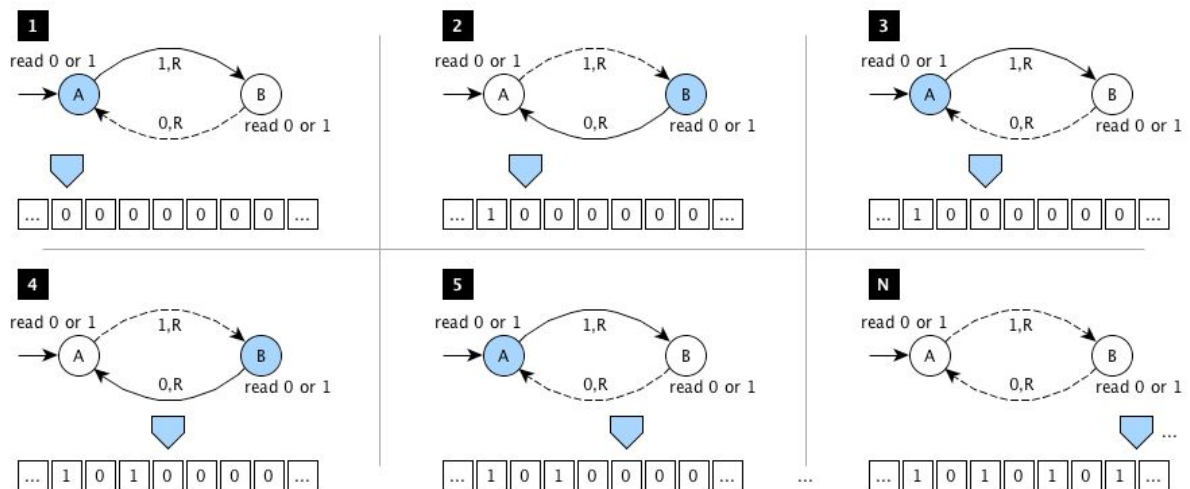 1
read 0 or 1
1,R
A
B
0,R
read 0 or 1
... 0 0 0 0 0 0 0 ...
2
read 0 or 1
1,R
A
B
0,R
read 0 or 1
... 1 0 0 0 0 0 0 ...
3
read 0 or 1
1,R
A
B
0,R
read 0 or 1
... 1 0 0 0 0 0 0 ...
4
read 0 or 1
1,R
A
B
0,R
read 0 or 1
... 1 0 1 0 0 0 0 ...
5
read 0 or 1
1,R
A
B
0,R
read 0 or 1
... 1 0 1 0 0 0 0 ...
...
N
read 0 or 1
1,R
A
B
0,R
read 0 or 1
...
... 1 0 1 0 1 0 1 ...